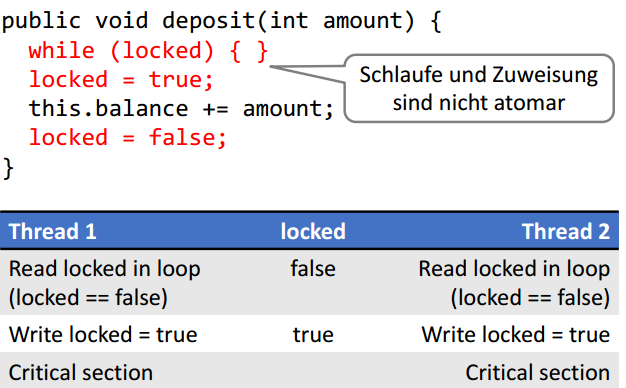 public void deposit(int amount) {
while (locked) { }
locked = true;
this.balance += amount;
locked = false;
}
Schlaufe und Zuweisung
sind nicht atomar
Thread 1 locked Thread 2
Read locked in loop false Read locked in loop
(locked == false) (locked == false)
Write locked = true true Write locked = true
Critical section Critical section